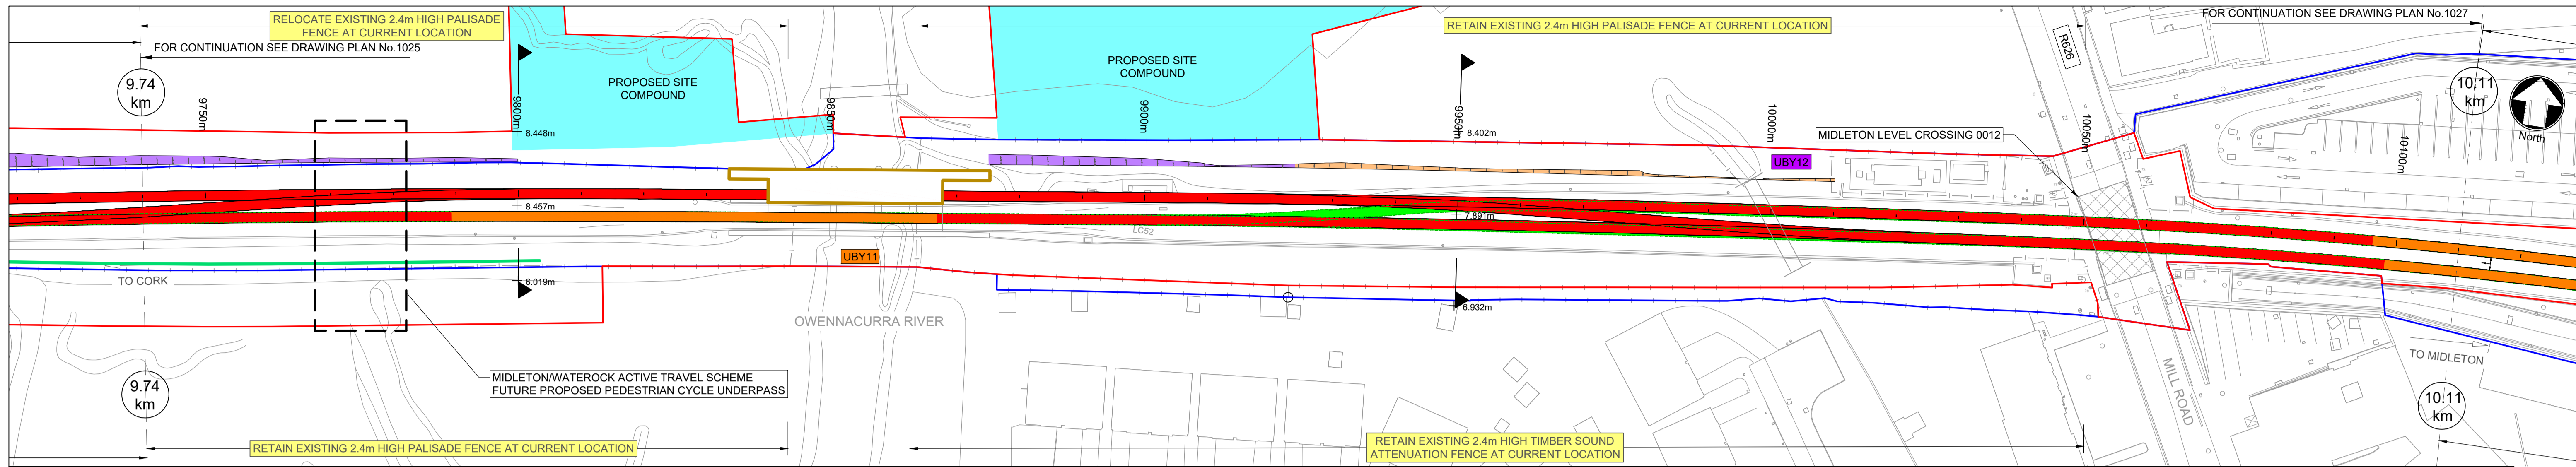 RELOCATE EXISTING 2.4m HIGH PALISADE
FENCE AT CURRENT LOCATION
FOR CONTINUATION SEE DRAWING PLAN No.1025
RETAIN EXISTING 2.4m HIGH PALISADE FENCE AT CURRENT LOCATION
FOR CONTINUATION SEE DRAWING PLAN No.1027
R626
9.74
km
PROPOSED SITE
COMPOUND
PROPOSED SITE
COMPOUND
10.11
km
North
9750m
9800m
9850m
9900m
9950m
10000m
10050m
10100m
8.448m
8.402m
MIDLETON LEVEL CROSSING 0012
UBY12
8.457m
7.891m
LC52
UBY11
TO CORK
6.019m
6.932m
OWENNACURRA RIVER
MILL ROAD
TO MIDLETON
MIDLETON/WATEROCK ACTIVE TRAVEL SCHEME
FUTURE PROPOSED PEDESTRIAN CYCLE UNDERPASS
9.74
km
10.11
km
RETAIN EXISTING 2.4m HIGH PALISADE FENCE AT CURRENT LOCATION
RETAIN EXISTING 2.4m HIGH TIMBER SOUND
ATTENUATION FENCE AT CURRENT LOCATION